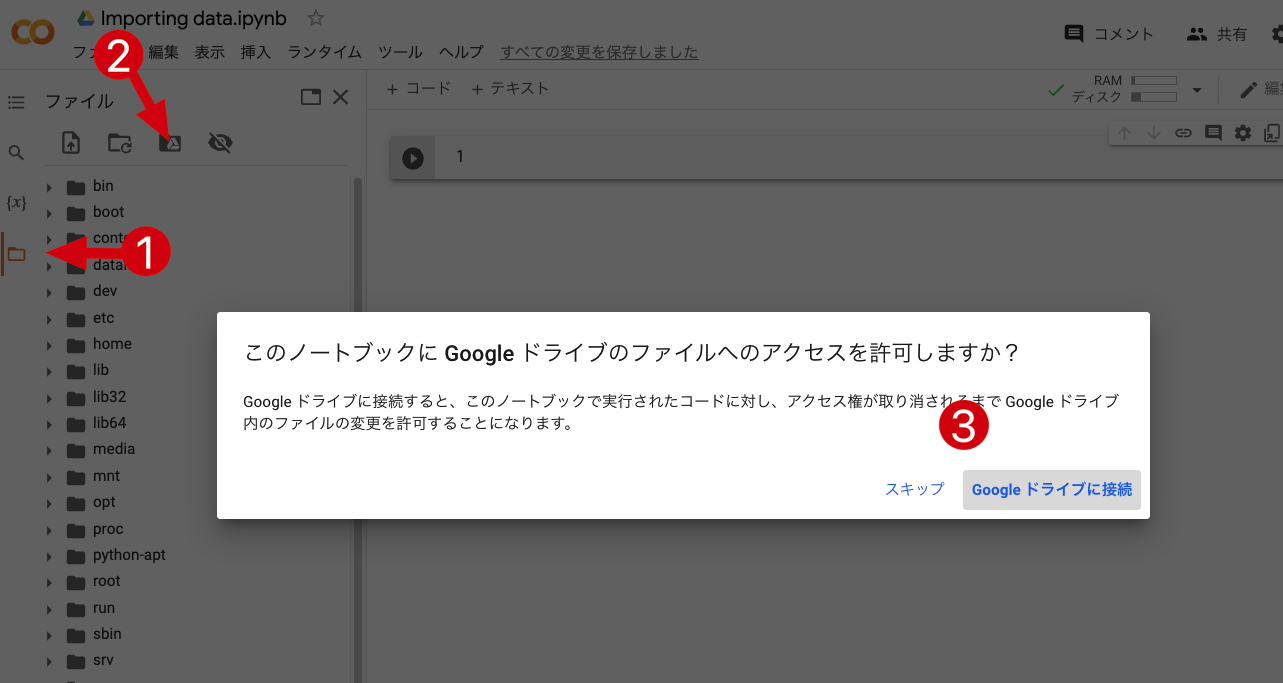 Importing data.ipynb
ファ 編集 表示 挿入 ランタイム ツール ヘルプ すべての変更を保存しました
コメント 共有
2
ファイル
+ コード + テキスト
RAM
ディスク
編
{x}
1
bin
boot
conte
1
data
dev
etc
home
lib
lib32
lib64
media
mnt
opt
proc
python-apt
root
run
sbin
srv
このノートブックに Google ドライブのファイルへのアクセスを許可しますか？
Google ドライブに接続すると、このノートブックで実行されたコードに対し、アクセス権が取り消されるまで Google ドライブ
内のファイルの変更を許可することになります。
3
スキップ Google ドライブに接続